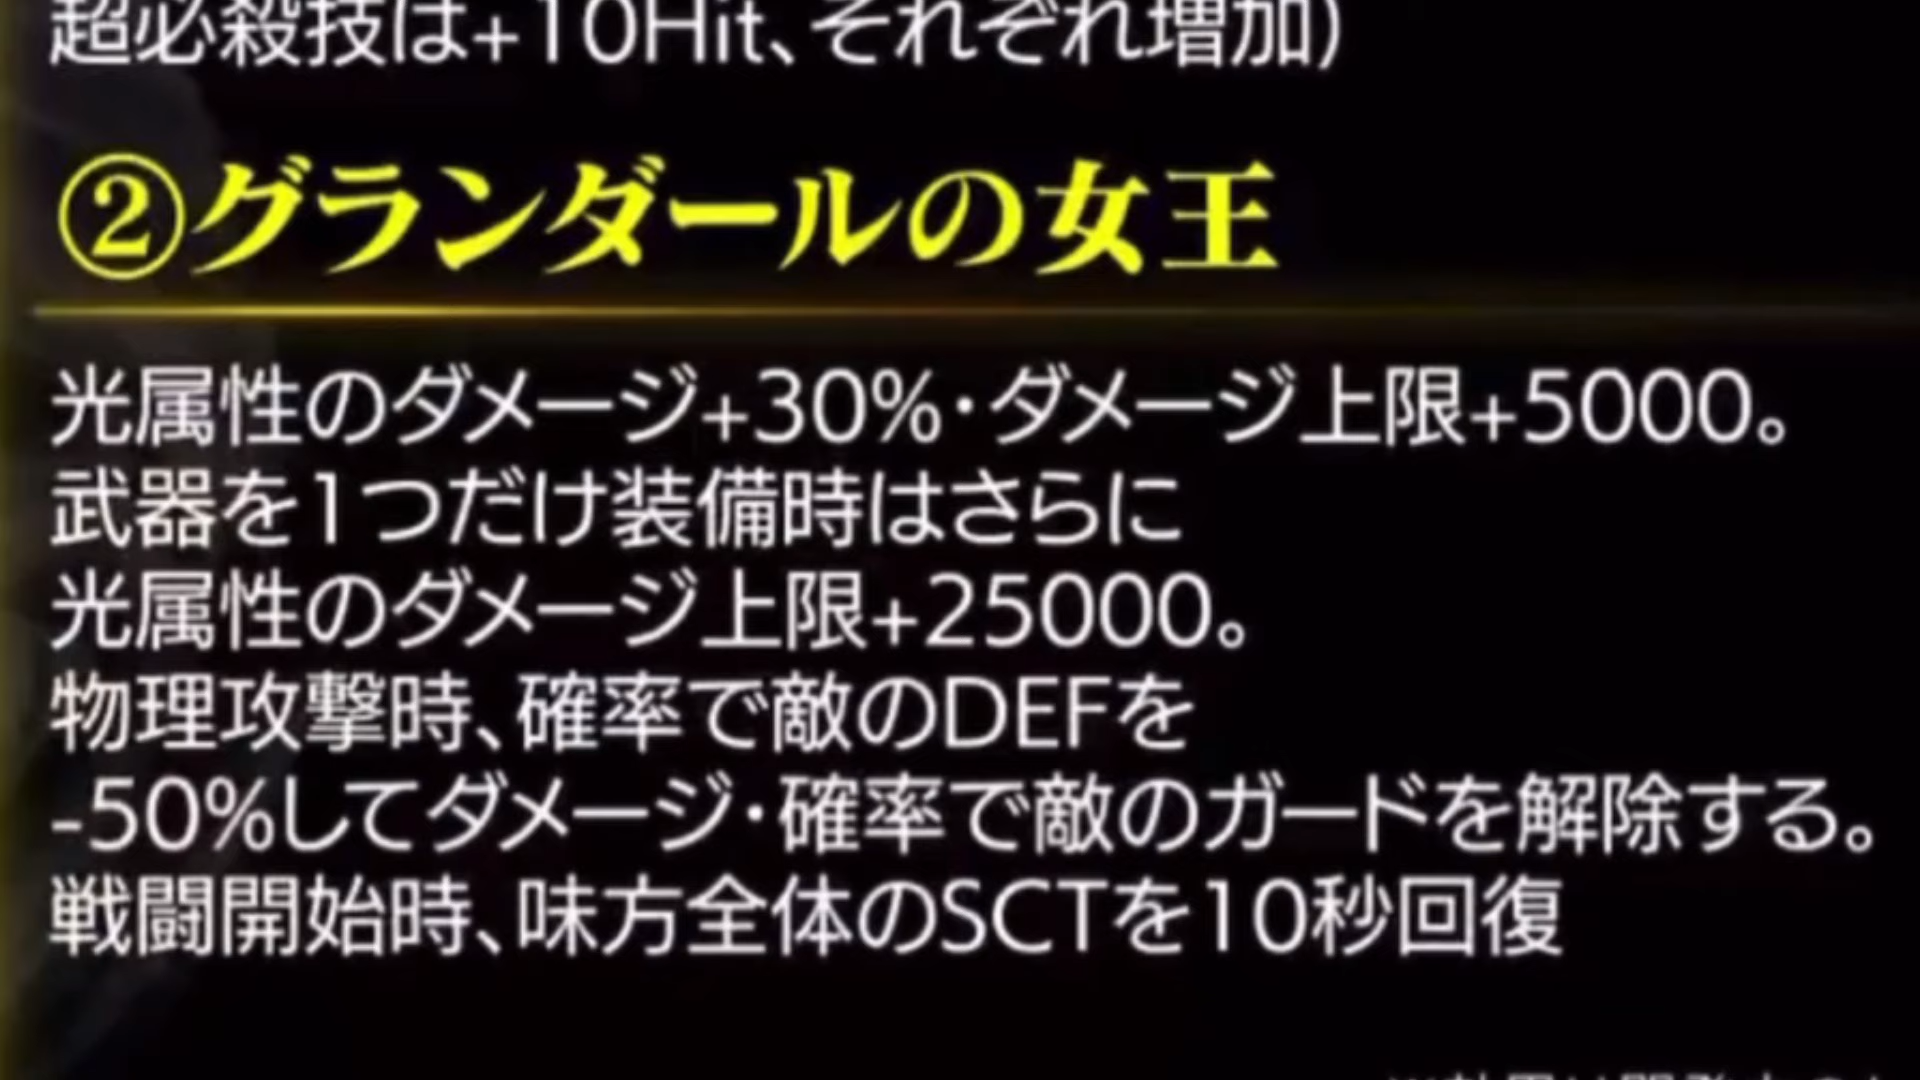 超必殺技は+10Hit、それぞれ増加)
②グランダールの女王
光属性のダメージ+30%・ダメージ上限+5000。
武器を1つだけ装備時はさらに
光属性のダメージ上限+25000。
物理攻撃時、確率で敵のDEFを
-50%してダメージ・確率で敵のガードを解除する。
戦闘開始時、味方全体のSCTを10秒回復